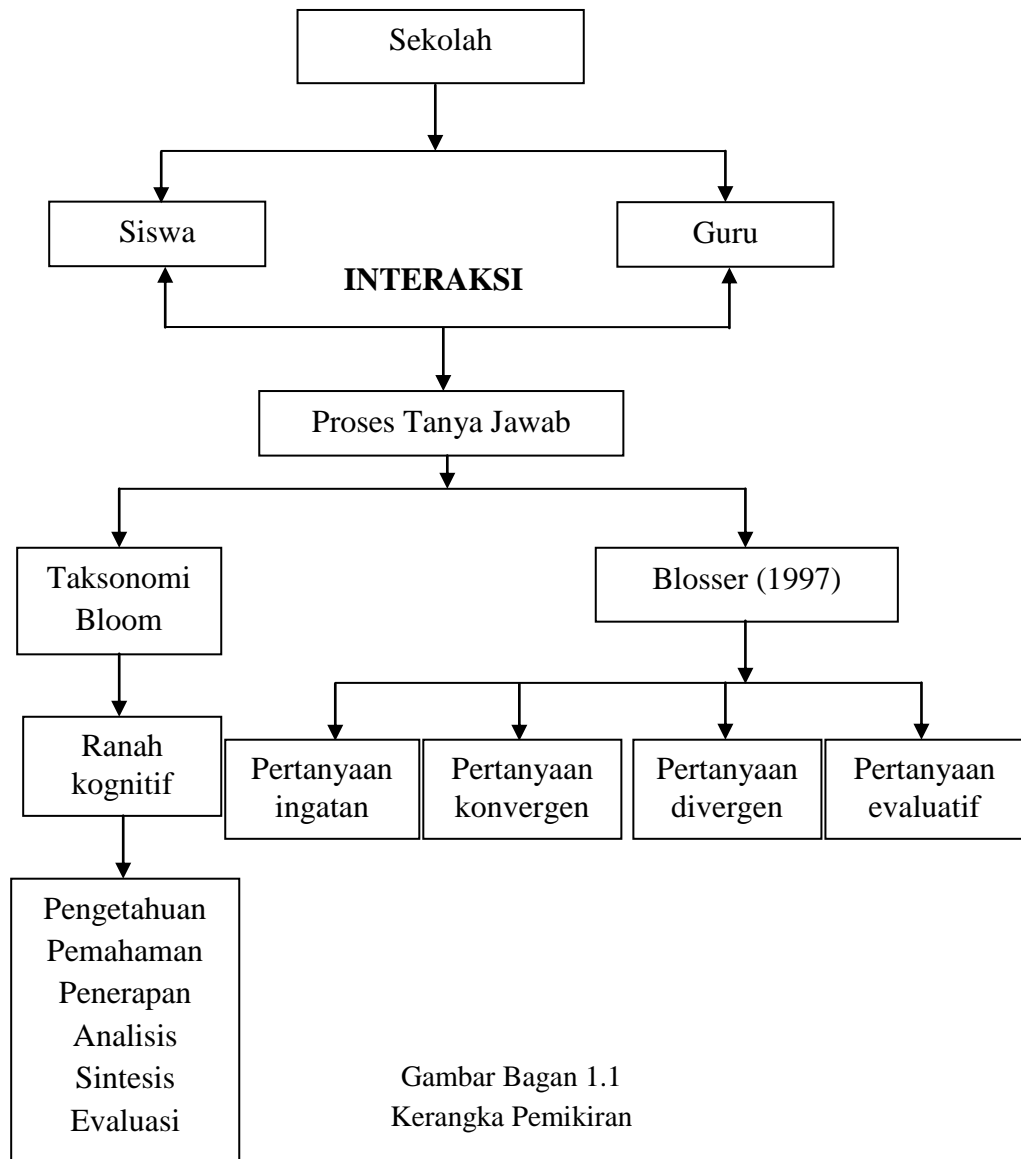 Sekolah
Siswa
Guru
INTERAKSI
Proses Tanya Jawab
Taksonomi
Bloom
Blosser (1997)
Ranah
kognitif
Pertanyaan
ingatan
Pertanyaan
konvergen
Pertanyaan
divergen
Pertanyaan
evaluatif
Pengetahuan
Pemahaman
Penerapan
Analisis
Sintesis
Evaluasi
Gambar Bagan 1.1
Kerangka Pemikiran